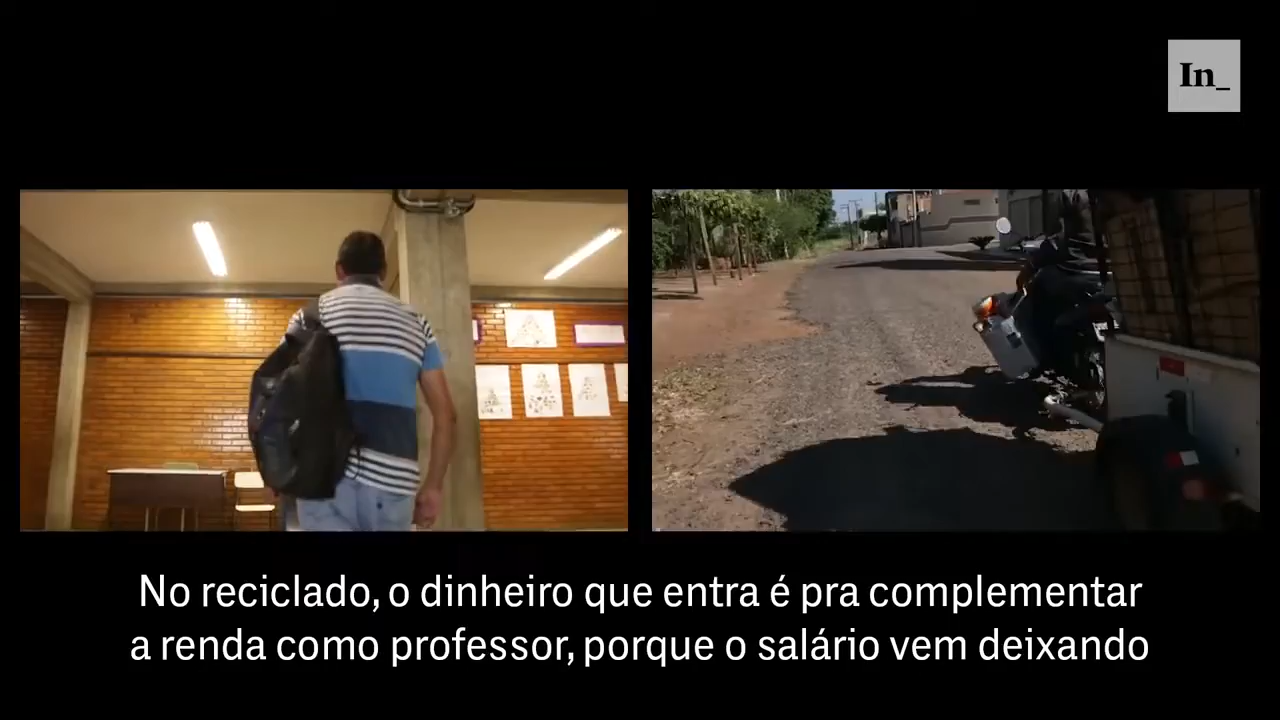 In_
No reciclado, o dinheiro que entra é pra complementar
a renda como professor, porque o salário vem deixando